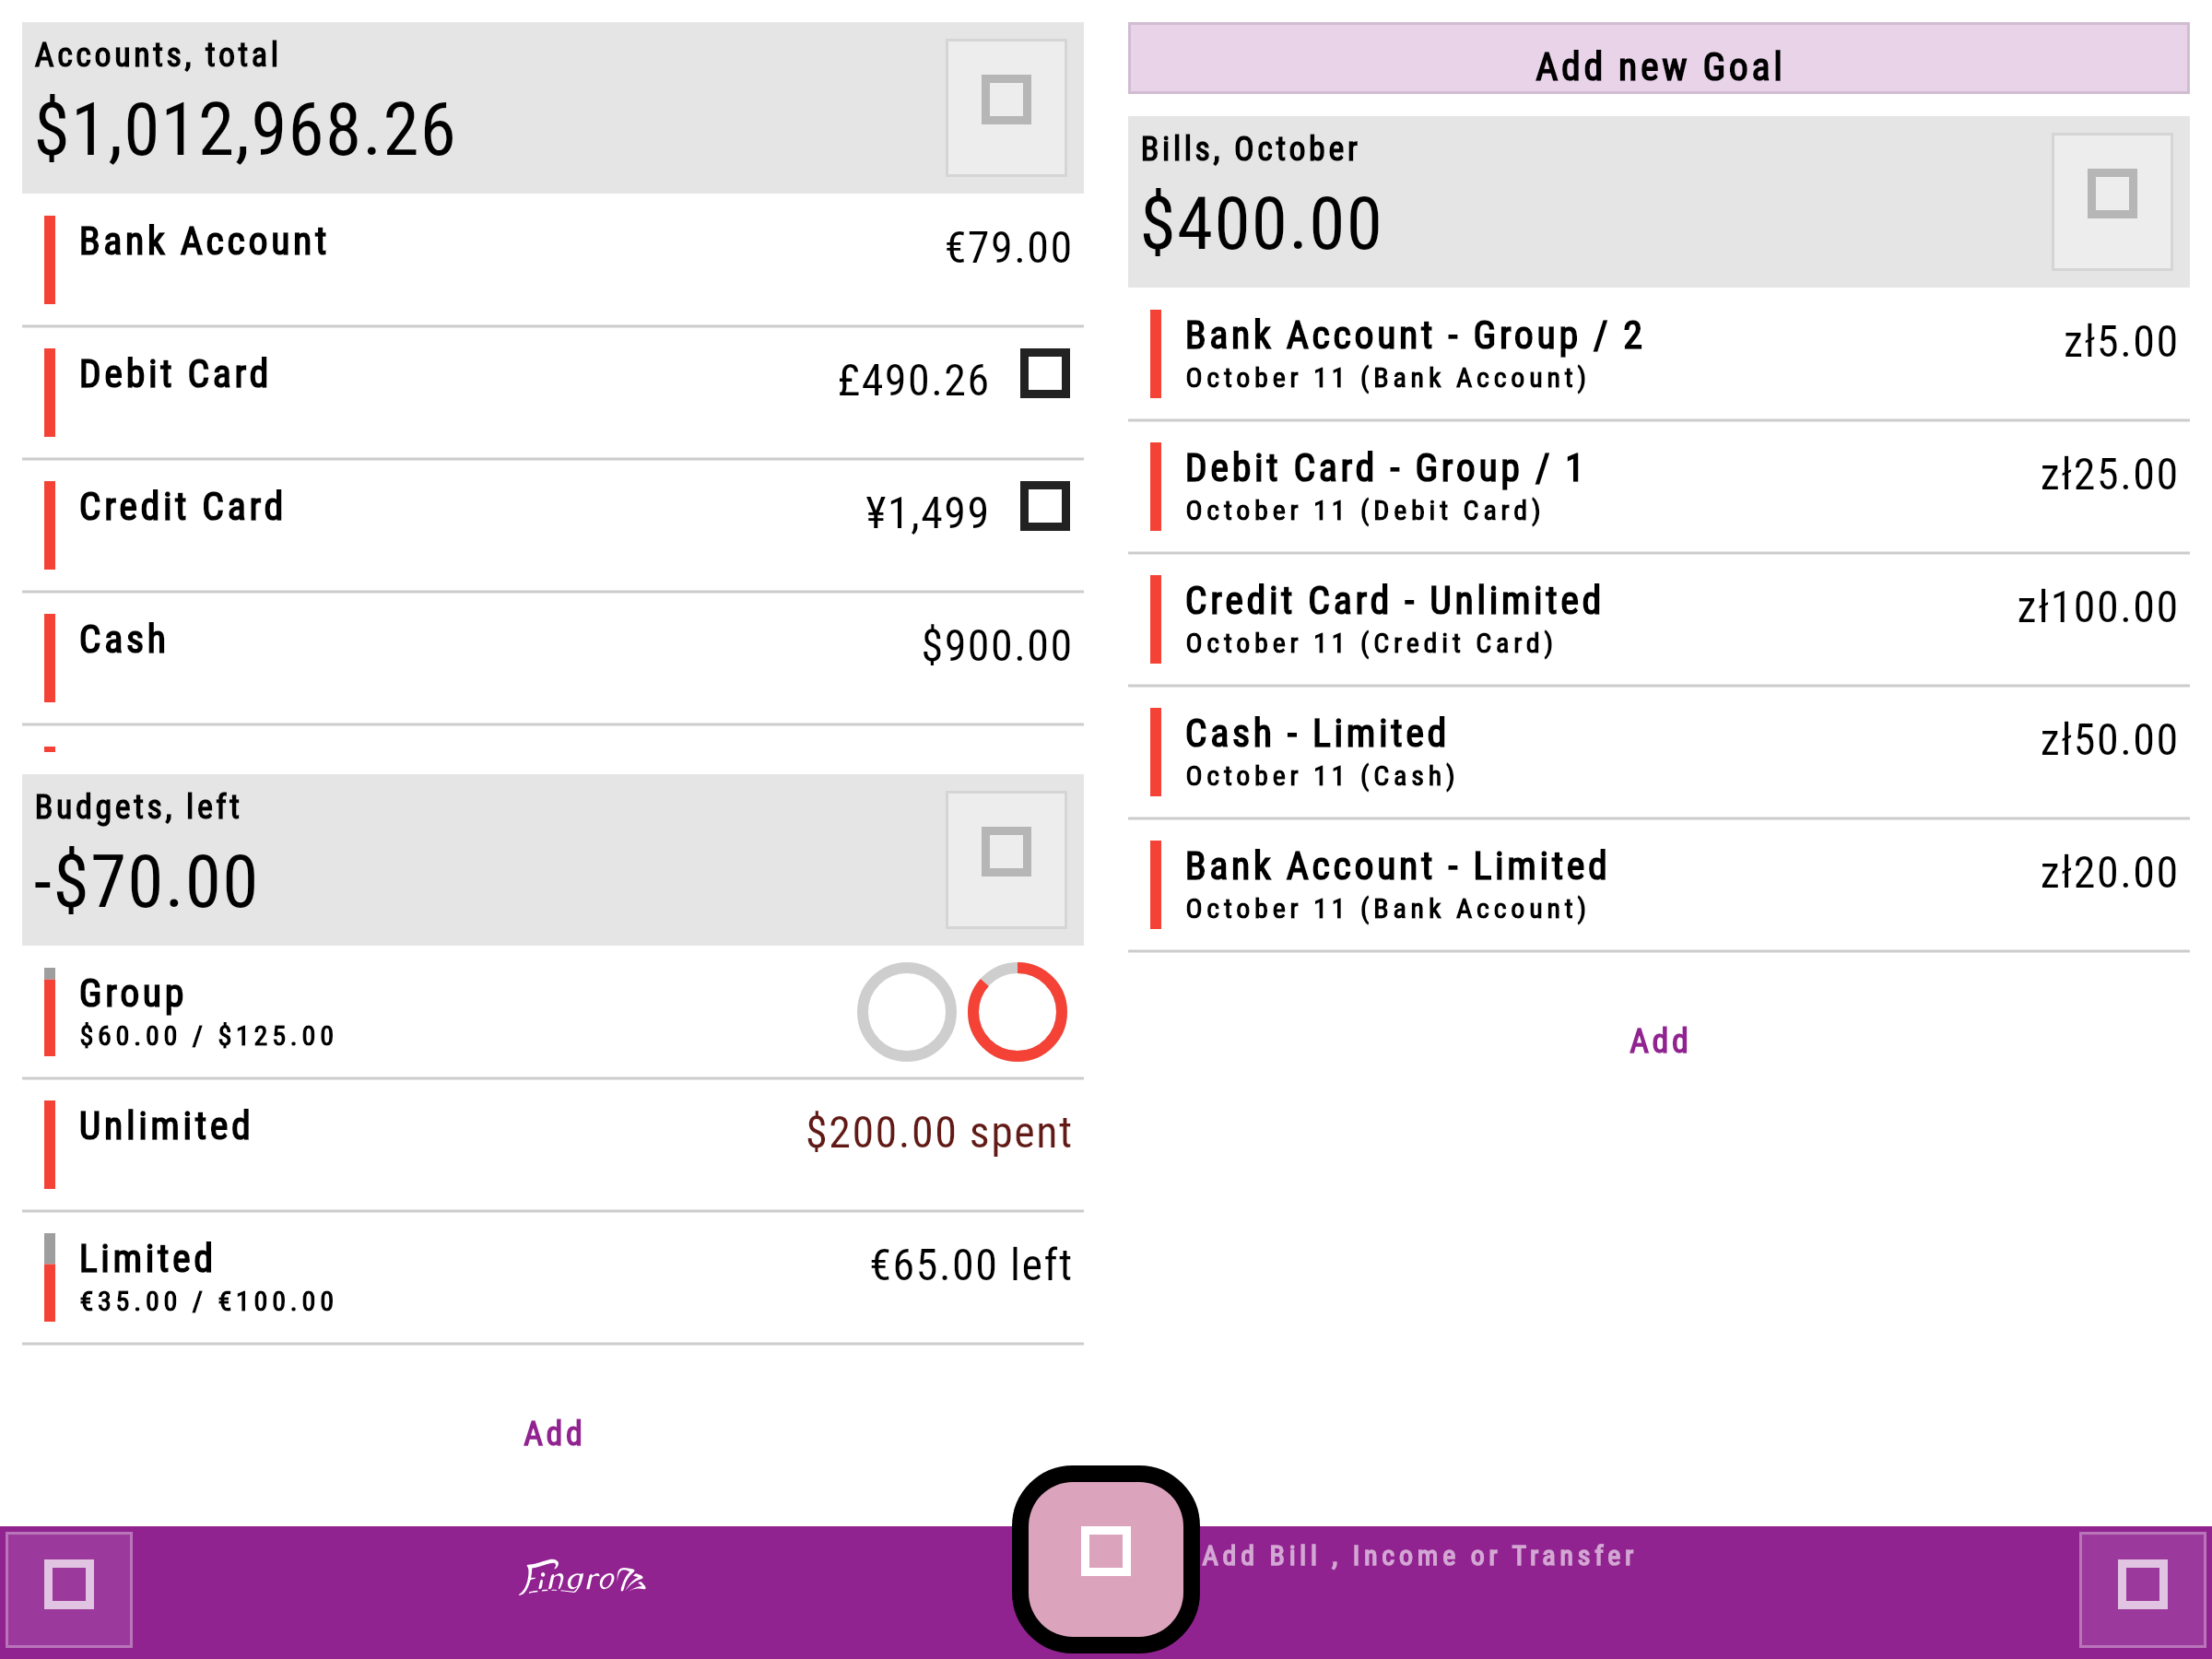 Accounts, total
$1,012,968.26
Bank Account
€79.00
Debit Card
£490.26
Credit Card
¥1,499
Cash
$900.00
Budgets, left
-$70.00
Group
$60.00 / $125.00
Unlimited
$200.00 spent
Limited
€65.00 left
€35.00 / €100.00
Add
Add new Goal
Bills, October
$400.00
Bank Account - Group / 2
zł5.00
October 11 (Bank Account)
Debit Card - Group / 1
zł25.00
October 11 (Debit Card)
Credit Card - Unlimited
zł100.00
October 11 (Credit Card)
Cash - Limited
zł50.00
October 11 (Cash)
Bank Account - Limited
zł20.00
October 11 (Bank Account)
Add
Fingro
Add Bill , Income or Transfer